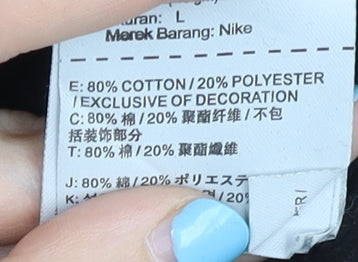 L
Merek Barang: Nike
E: 80% COTTON / 20% POLYESTER
/ EXCLUSIVE OF DECORATION
C: 80% 棉 / 20% 聚酯纤维 / 不包
括装饰部分
T: 80% 棉 / 20% 聚酯纖維
J: 80% 綿 / 20% ポリエステ
K:
/ 20%